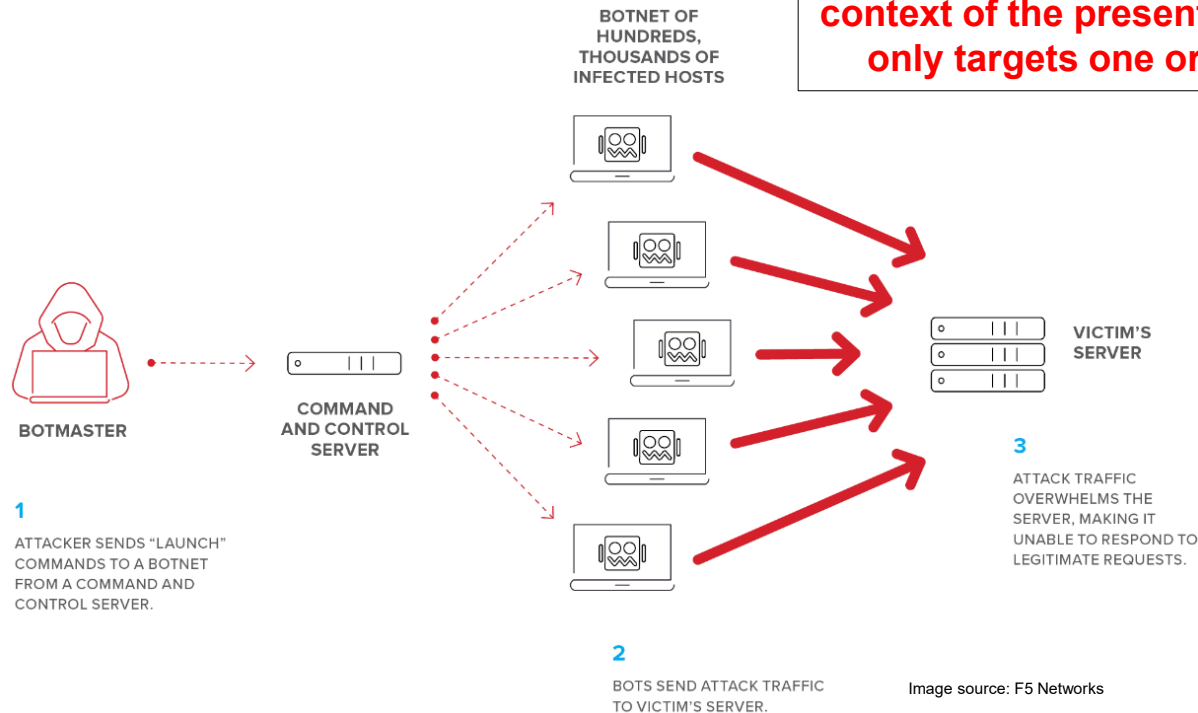 context of the present
only targets one or
BOTNET OF
HUNDREDS,
THOUSANDS OF
INFECTED HOSTS
BOTMASTER
COMMAND
AND CONTROL
SERVER
VICTIM'S
SERVER
1
ATTACKER SENDS “LAUNCH”
COMMANDS TO A BOTNET
FROM A COMMAND AND
CONTROL SERVER.
2
BOTS SEND ATTACK TRAFFIC
TO VICTIM'S SERVER.
3
ATTACK TRAFFIC
OVERWHELMS THE
SERVER, MAKING IT
UNABLE TO RESPOND TO
LEGITIMATE REQUESTS.
Image source: F5 Networks